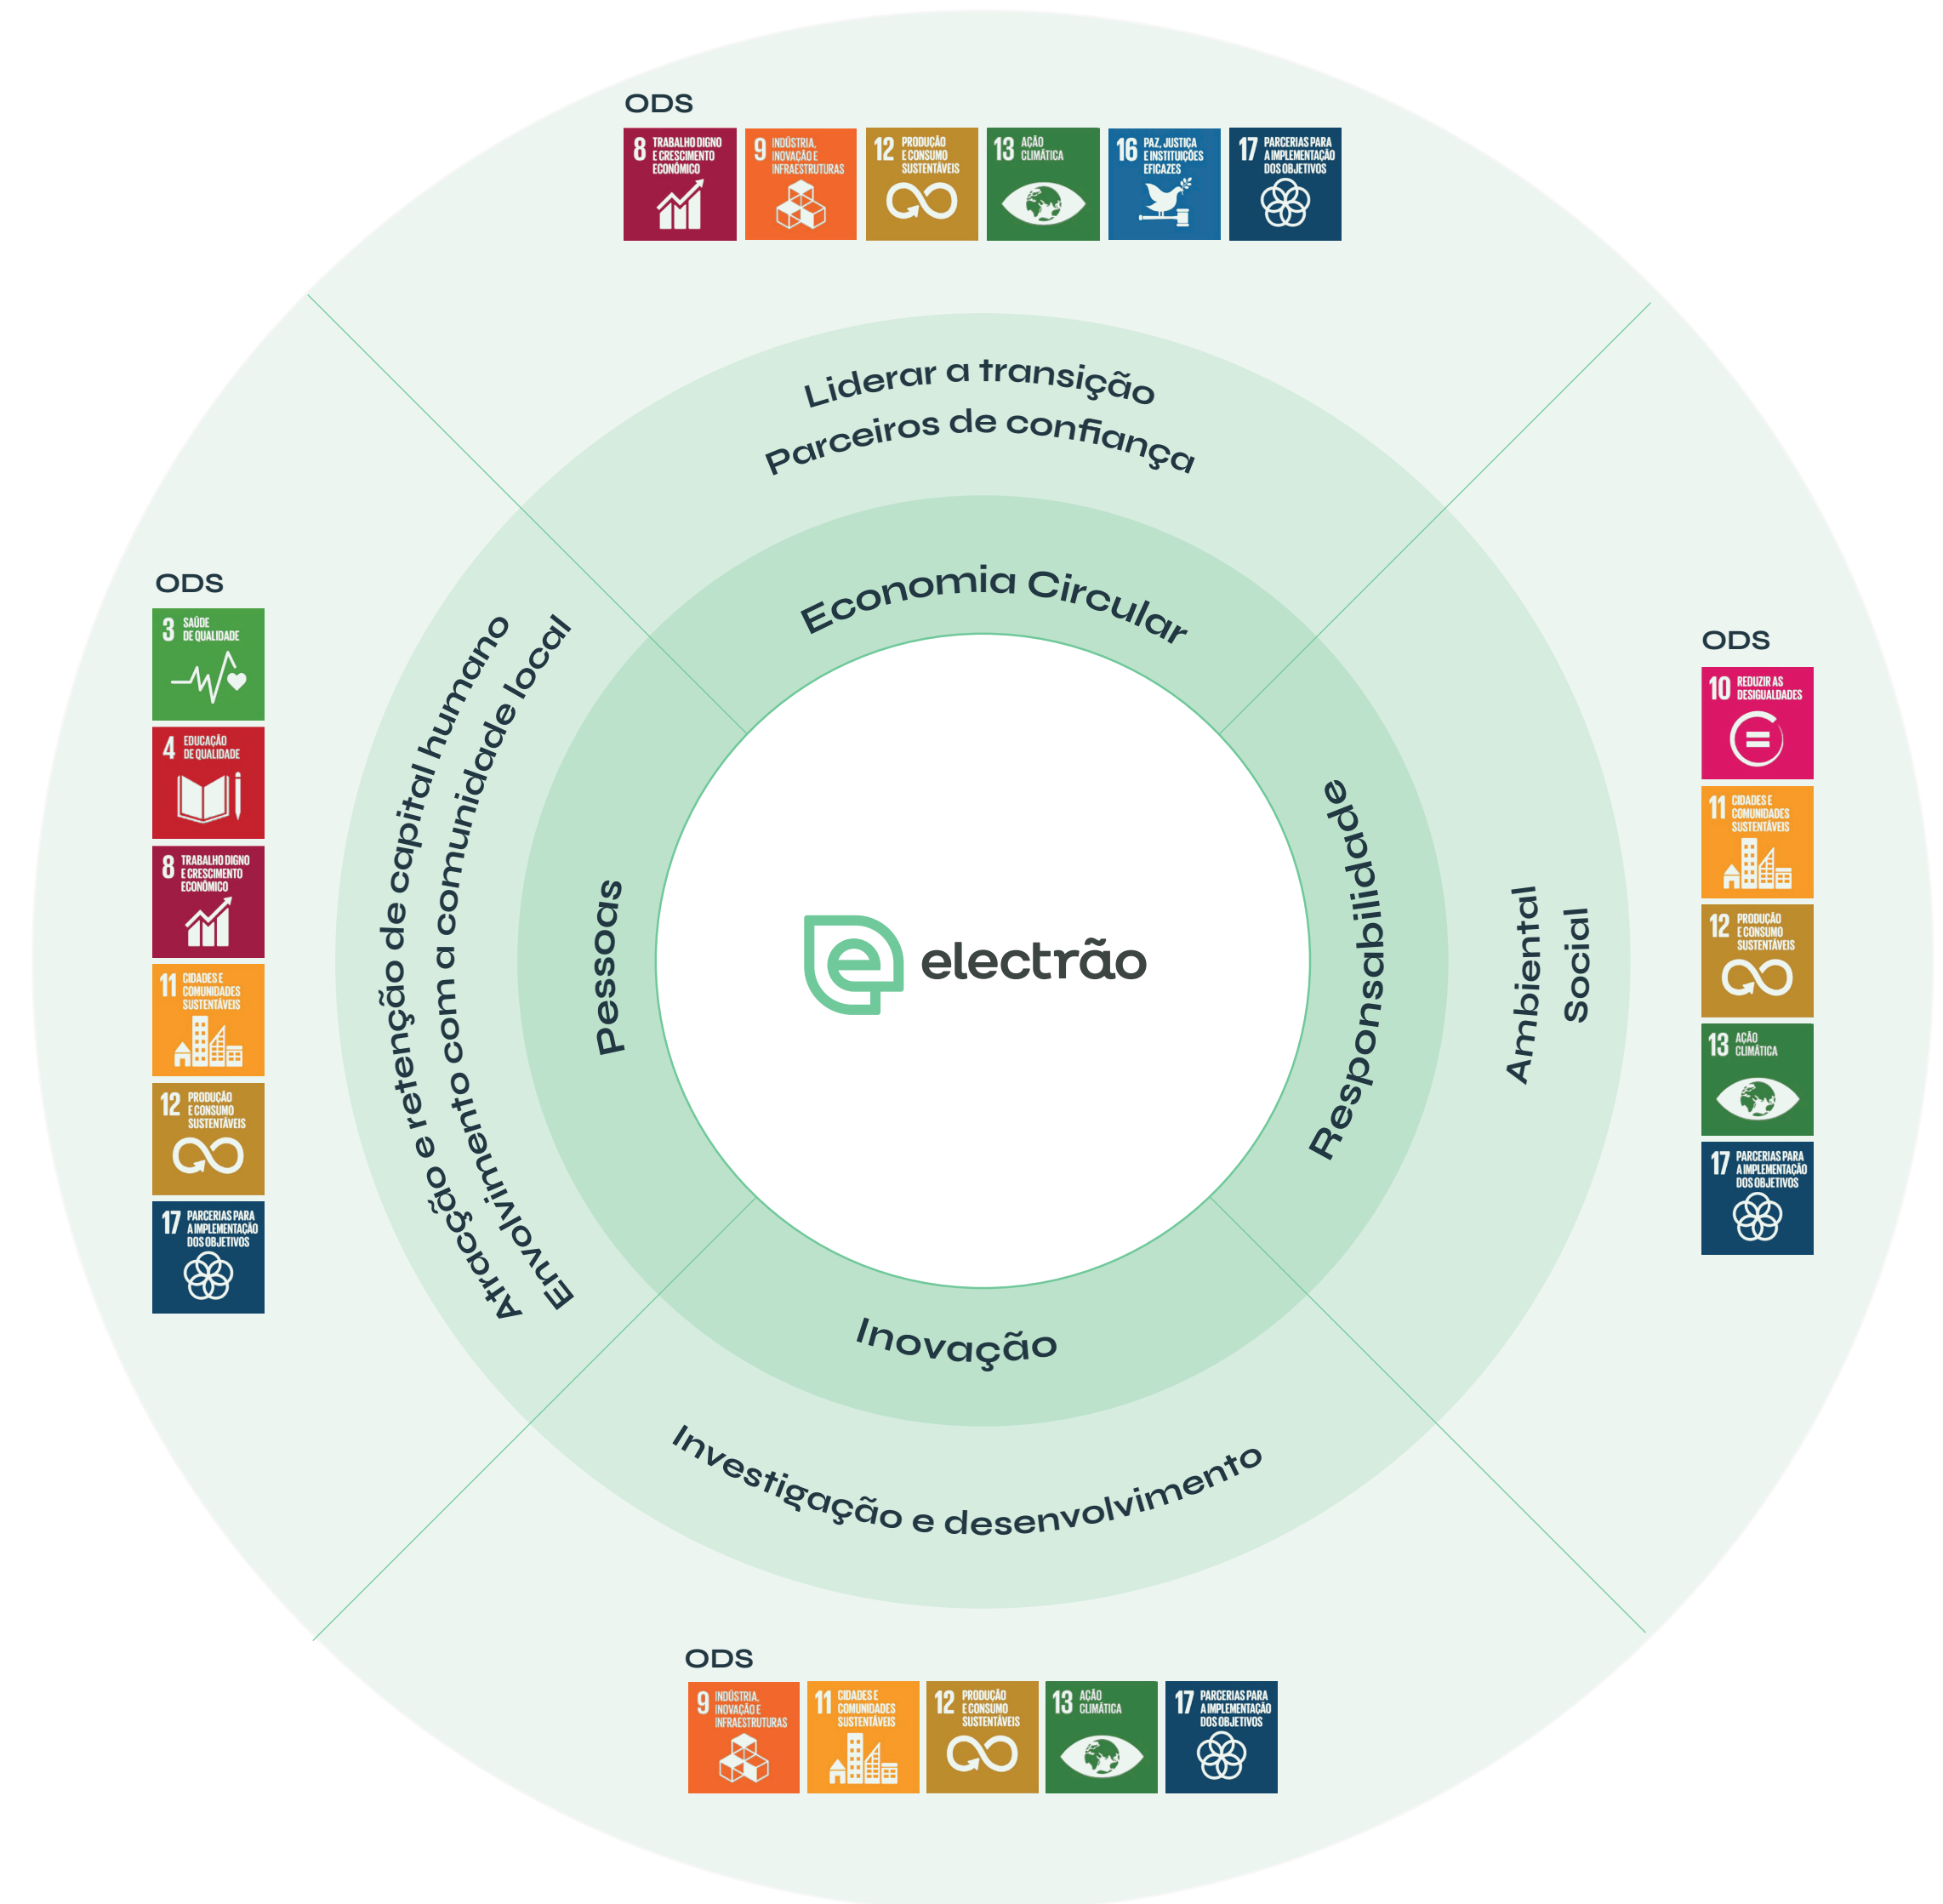 ODS
8 TRABALHO DIGNO
E CRESCIMENTO
ECONÓMICO
9 INDÚSTRIA,
INOVAÇÃO E
INFRAESTRUTURAS
12 PRODUÇÃO
E CONSUMO
SUSTENTÁVEIS
13 AÇÃO
CLIMÁTICA
16 PAZ, JUSTIÇA
E INSTITUIÇÕES
EFICAZES
17 PARCERIAS PARA
A IMPLEMENTAÇÃO
DOS OBJETIVOS
Liderar a transição
Parceiros de confiança
Economia Circular
ODS
3 SAÚDE
DE QUALIDADE
4 EDUCAÇÃO
DE QUALIDADE
8 TRABALHO DIGNO
E CRESCIMENTO
ECONÓMICO
11 CIDADES E
COMUNIDADES
SUSTENTÁVEIS
12 PRODUÇÃO
E CONSUMO
SUSTENTÁVEIS
17 PARCERIAS PARA
A IMPLEMENTAÇÃO
DOS OBJETIVOS
Atracção e retenção de capital humano
Envolvimento com a comunidade local
Pessoas
electrão
Responsabilidade
Ambiental
Social
ODS
10 REDUZIR AS
DESIGUALDADES
11 CIDADES E
COMUNIDADES
SUSTENTÁVEIS
12 PRODUÇÃO
E CONSUMO
SUSTENTÁVEIS
13 AÇÃO
CLIMÁTICA
17 PARCERIAS PARA
A IMPLEMENTAÇÃO
DOS OBJETIVOS
Inovação
Investigação e desenvolvimento
ODS
9 INDÚSTRIA,
INOVAÇÃO E
INFRAESTRUTURAS
11 CIDADES E
COMUNIDADES
SUSTENTÁVEIS
12 PRODUÇÃO
E CONSUMO
SUSTENTÁVEIS
13 AÇÃO
CLIMÁTICA
17 PARCERIAS PARA
A IMPLEMENTAÇÃO
DOS OBJETIVOS